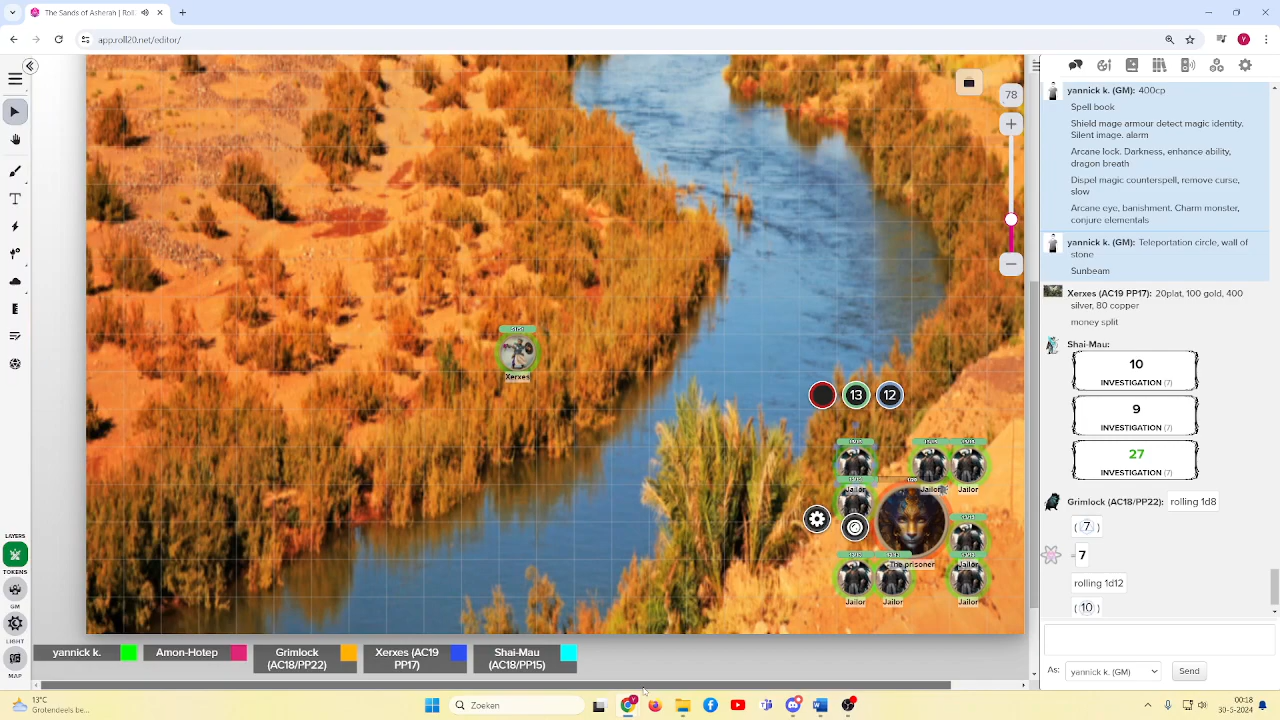 The Sands of Asherah | Rol
app.roll20.net/editor/
78
yannick k. (GM): 400cp
Spell book
Shield mage armour detect magic identity.
Silent image. alarm
Arcane lock. Darkness, enhance ability,
dragon breath
Dispel magic counterspell, remove curse,
slow
Arcane eye, banishment. Charm monster,
conjure elementals
yannick k. (GM): Teleportation circle, wall of
stone
Sunbeam
Xerxes (AC19 PP17): 20plat, 100 gold, 400
silver, 80 copper
money split
Shai-Mau:
10
INVESTIGATION (7)
9
INVESTIGATION (7)
27
INVESTIGATION (7)
Grimlock (AC18/PP22): rolling 1d8
( 7 )
7
rolling 1d12
( 10 )
As: yannick k. (GM)
Send
Xerxes
13
12
Jailor
Jailor
Jailor
Jailor
The prisoner
Jailor
Jailor
Jailor
LAYERS
TOKENS
GM
LIGHT
MAP
yannick k.
Amon-Hotep
Grimlock
(AC18/PP22)
Xerxes (AC19
PP17)
Shai-Mau
(AC18/PP15)
13°C
Grotendeels be...
Zoeken
00:18
30-5-2024